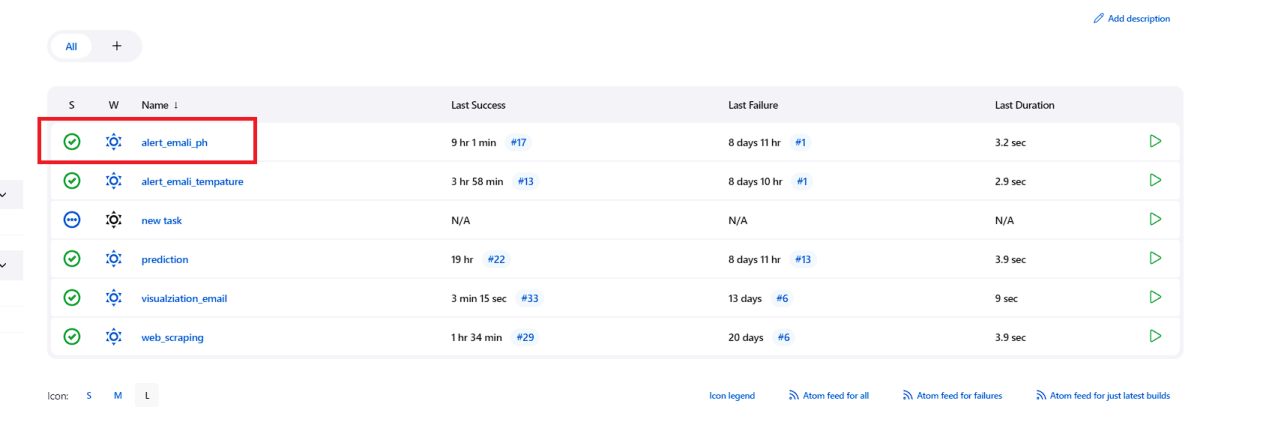 Add description
All +
S W Name ↓ Last Success Last Failure Last Duration
alert_emali_ph 9 hr 1 min #17 8 days 11 hr #1 3.2 sec
alert_emali_tempature 3 hr 58 min #13 8 days 10 hr #1 2.9 sec
new task N/A N/A N/A
prediction 19 hr #22 8 days 11 hr #13 3.9 sec
visualziation_email 3 min 15 sec #33 13 days #6 9 sec
web_scraping 1 hr 34 min #29 20 days #6 3.9 sec
Icon: S M L Icon legend Atom feed for all Atom feed for failures Atom feed for just latest builds